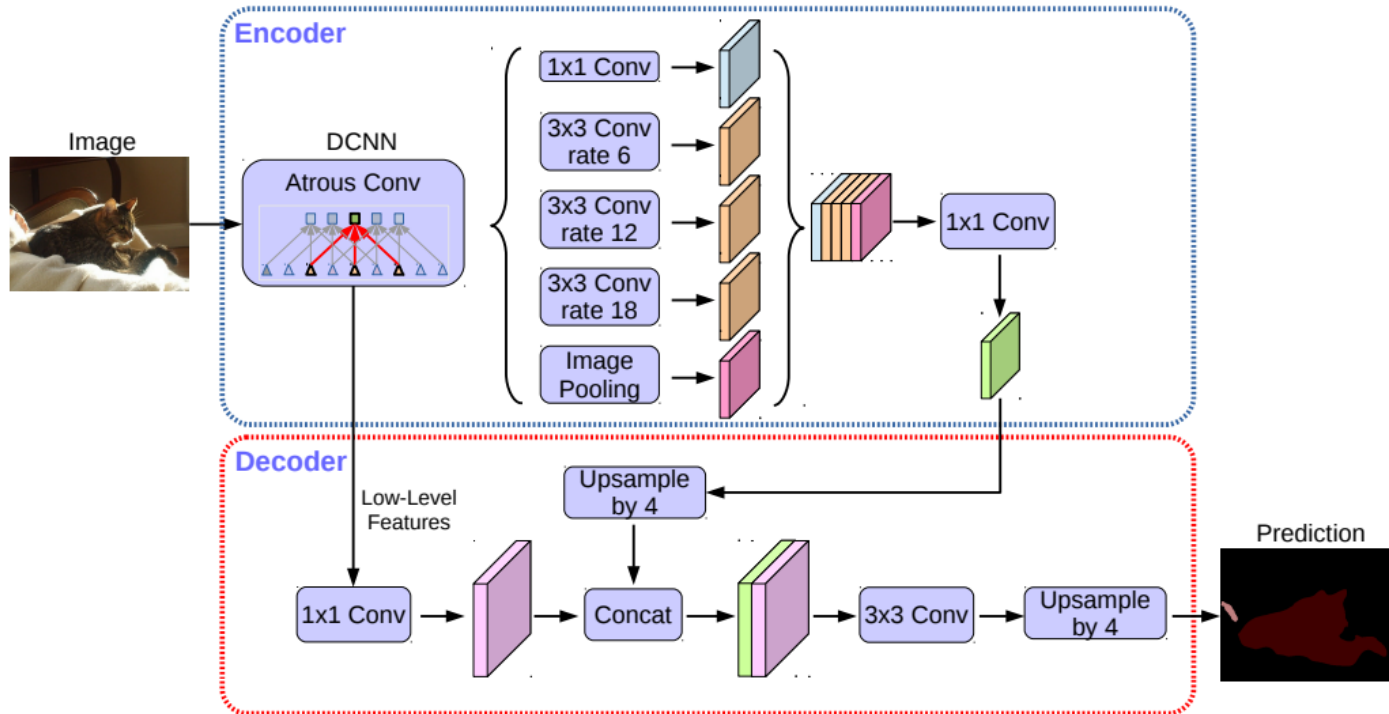 Encoder
Image
DCNN
Atrous Conv
1x1 Conv
3x3 Conv
rate 6
3x3 Conv
rate 12
3x3 Conv
rate 18
Image
Pooling
1x1 Conv
Decoder
Low-Level
Features
Upsample
by 4
1x1 Conv
Concat
3x3 Conv
Upsample
by 4
Prediction